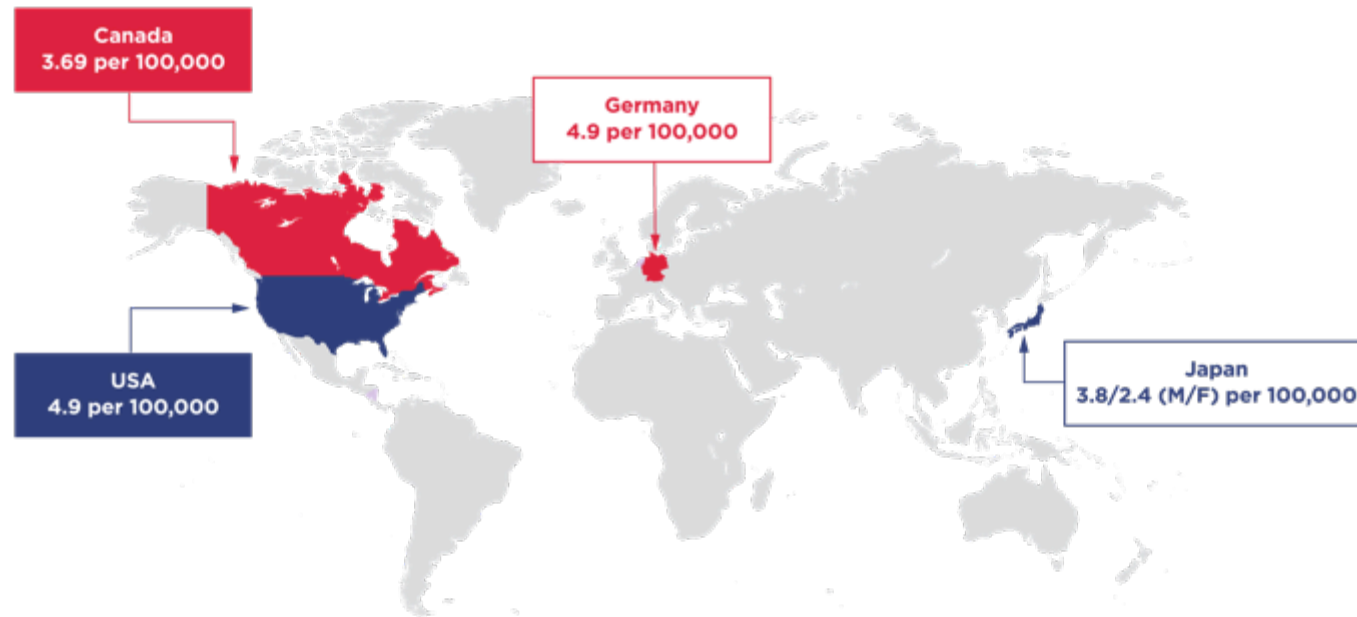 Canada
3.69 per 100,000
Germany
4.9 per 100,000
USA
4.9 per 100,000
Japan
3.8/2.4 (M/F) per 100,000